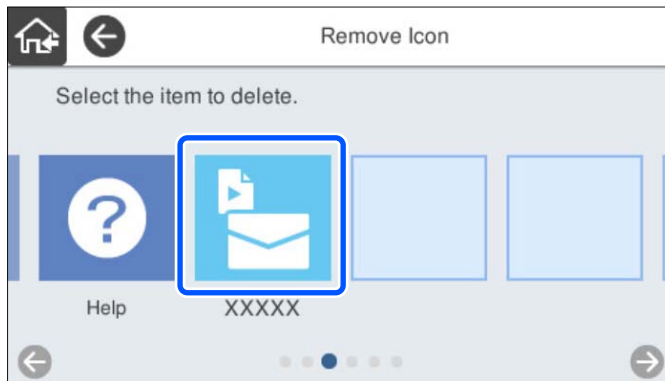 Remove Icon
Select the item to delete.
?
Help
XXXXX